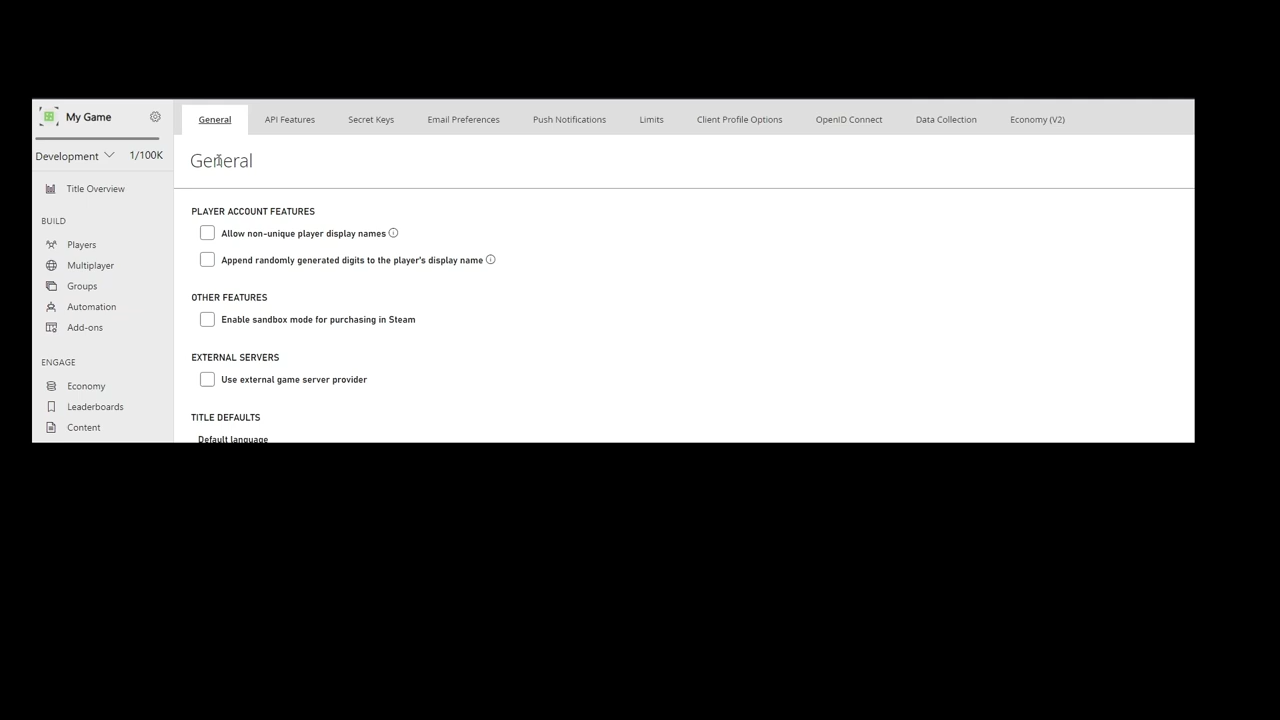 My Game
Development 1/100K
Title Overview
BUILD
Players
Multiplayer
Groups
Automation
Add-ons
ENGAGE
Economy
Leaderboards
Content
General API Features Secret Keys Email Preferences Push Notifications Limits Client Profile Options OpenID Connect Data Collection Economy (V2)
General
PLAYER ACCOUNT FEATURES
Allow non-unique player display names
Append randomly generated digits to the player's display name
OTHER FEATURES
Enable sandbox mode for purchasing in Steam
EXTERNAL SERVERS
Use external game server provider
TITLE DEFAULTS
Default language